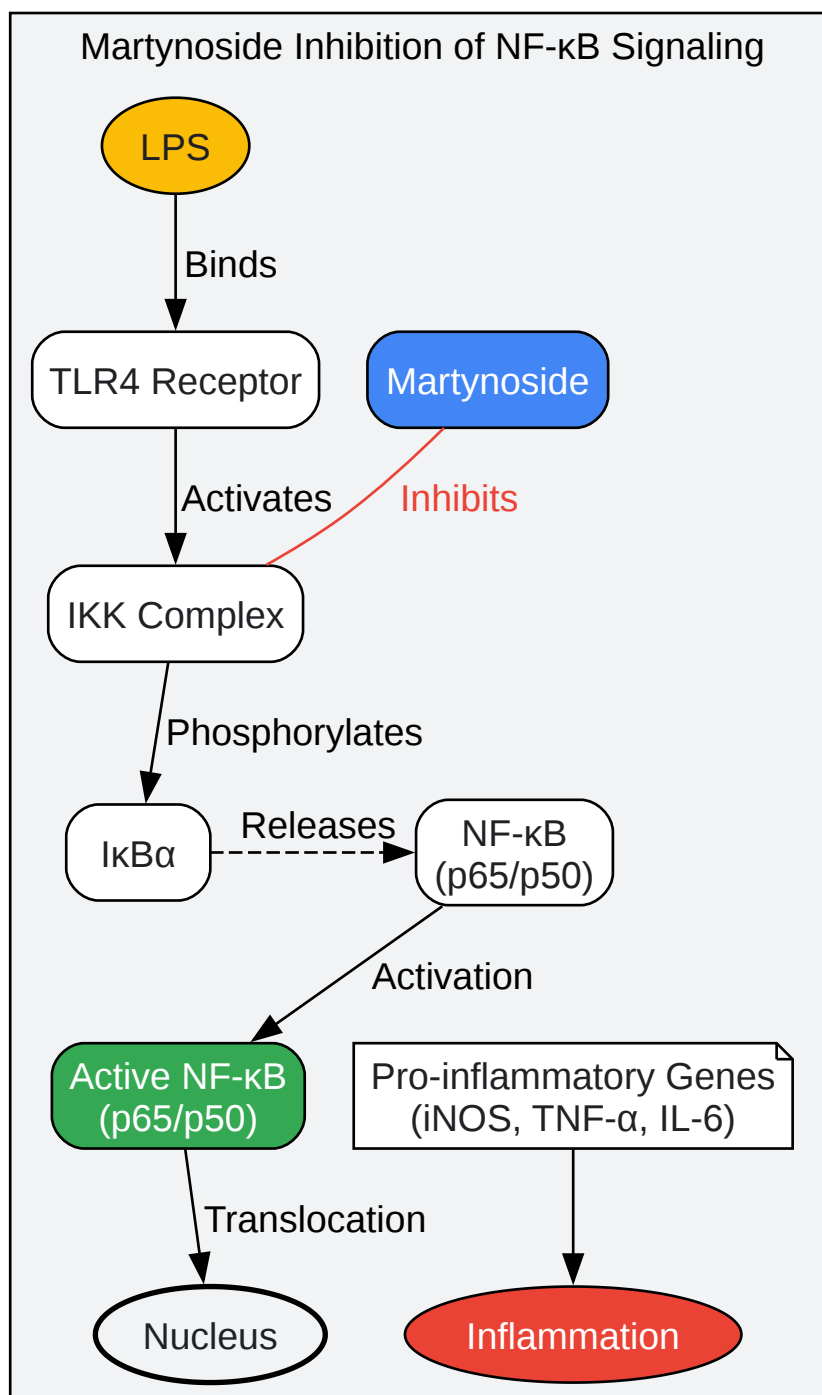 Martynoside Inhibition of NF-κB Signaling
LPS
Binds
TLR4 Receptor
Martynoside
Activates
Inhibits
IKK Complex
Phosphorylates
IκBα
Releases
NF-κB
(p65/p50)
Activation
Active NF-κB
(p65/p50)
Pro-inflammatory Genes
(iNOS, TNF-α, IL-6)
Translocation
Nucleus
Inflammation